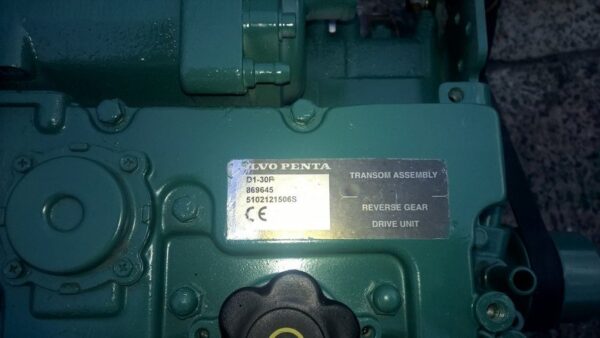 VOLVO PENTA
D1-30F
869645
5102121506S
CE
TRANSOM ASSEMBLY
REVERSE GEAR
DRIVE UNIT